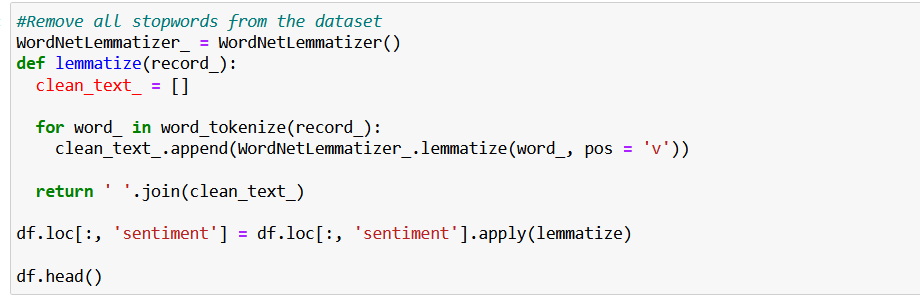 #Remove all stopwords from the dataset
WordNetLemmatizer_ = WordNetLemmatizer()
def lemmatize(record_):
  clean_text_ = []

  for word_ in word_tokenize(record_):
    clean_text_.append(WordNetLemmatizer_.lemmatize(word_, pos = 'v'))

  return ' '.join(clean_text_)

df.loc[:, 'sentiment'] = df.loc[:, 'sentiment'].apply(lemmatize)

df.head()